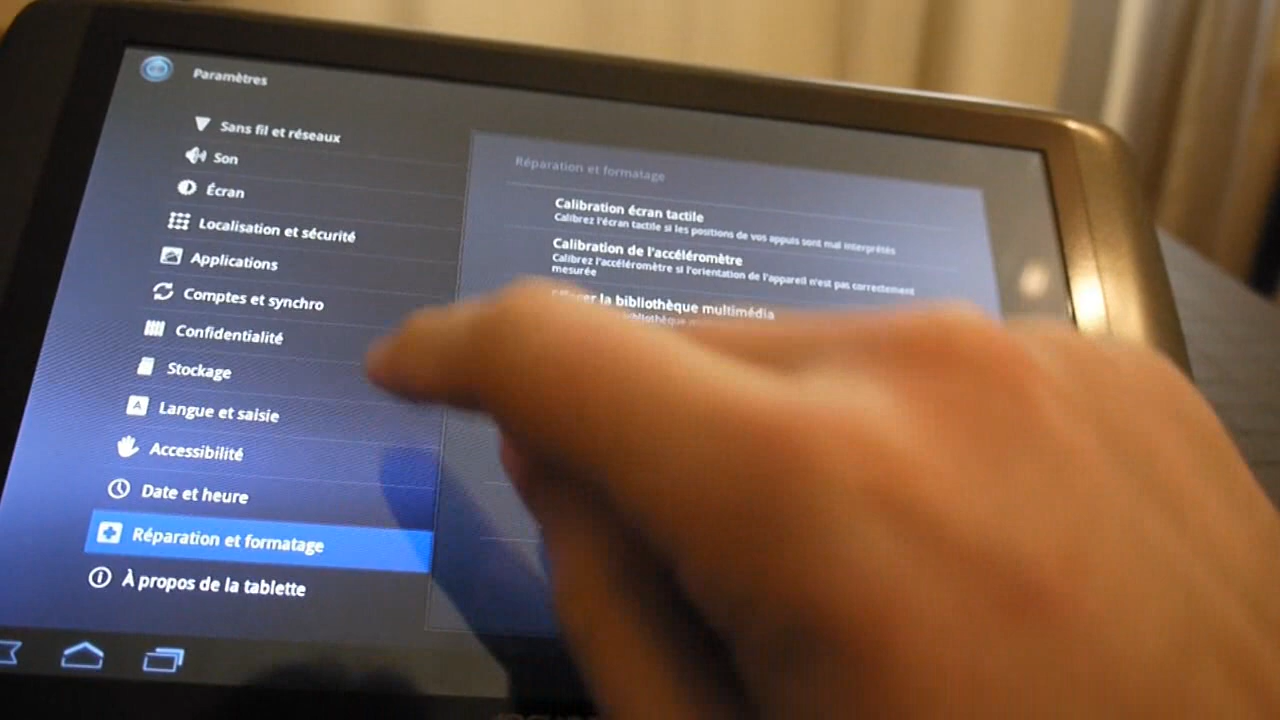 Paramètres
Sans fil et réseaux
Son
Écran
Localisation et sécurité
Applications
Comptes et synchro
Confidentialité
Stockage
Langue et saisie
A
Accessibilité
Date et heure
Réparation et formatage
À propos de la tablette
Réparation et formatage
Calibration écran tactile
Calibrez l'écran tactile si les positions de vos appuis sont mal interprétés
Calibration de l'accéléromètre
Calibrez l'accéléromètre si l'orientation de l'appareil n'est pas correctement
mesurée
la bibliothèque multimédia
bibliothèque